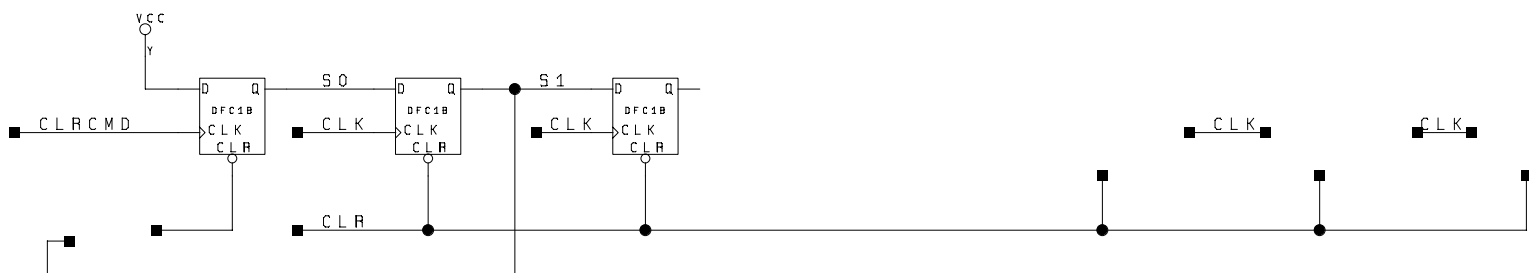 VCC
Y
D Q S0 D Q S1 D Q
DFC1B DFC1B DFC1B
CLRCMD CLK CLK CLK CLK CLK CLK CLK
CLR CLR CLR
CLR